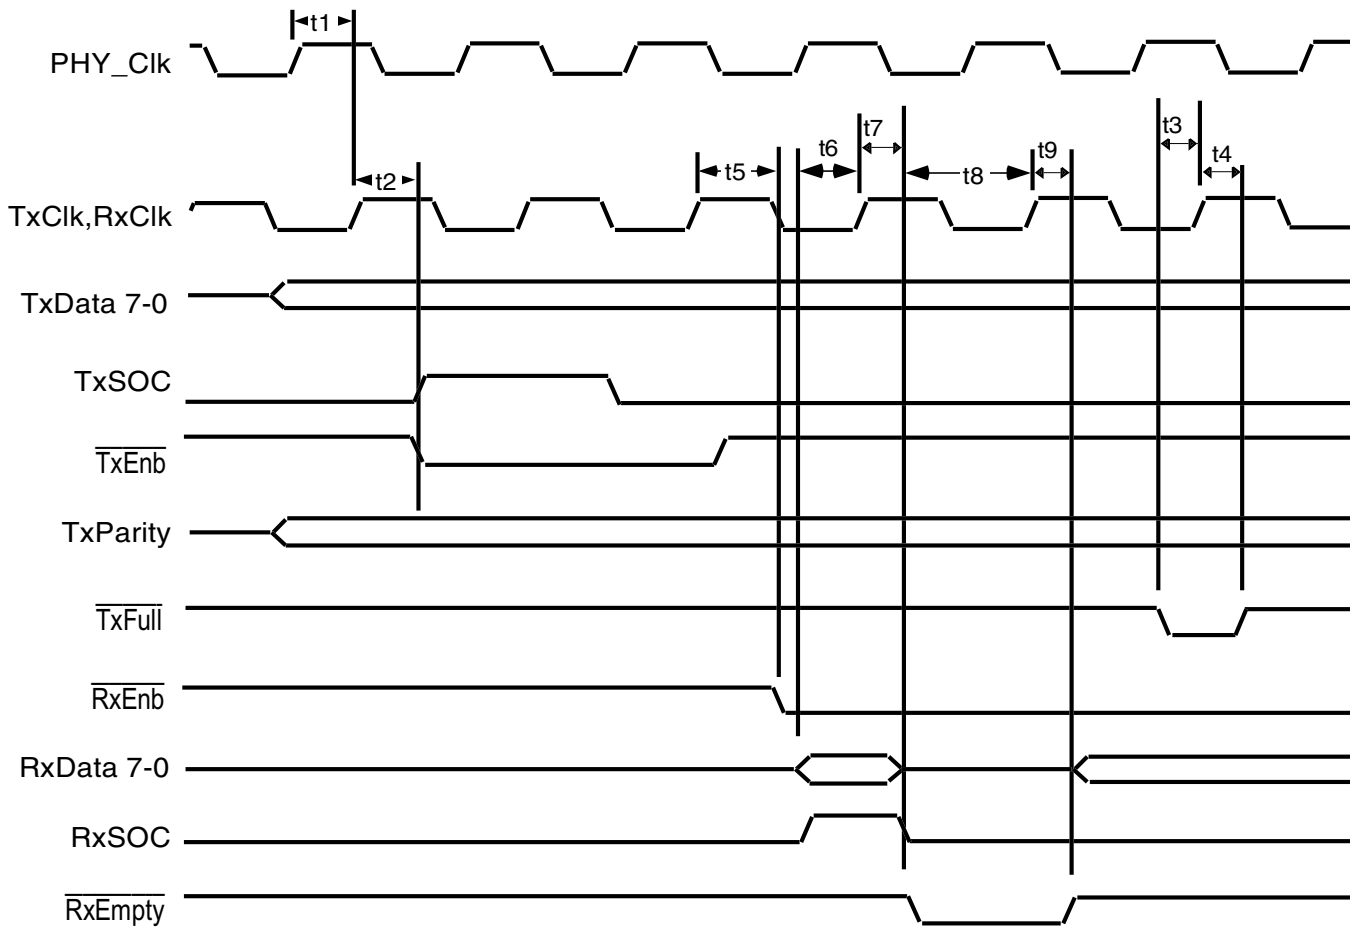 t1
PHY_Clk
t7
t3
t6
t9
t4
t2
t5
t8
TxClk,RxClk
TxData 7-0
TxSOC
TxEnb
TxParity
TxFull
RxEnb
RxData 7-0
RxSOC
RxEmpty